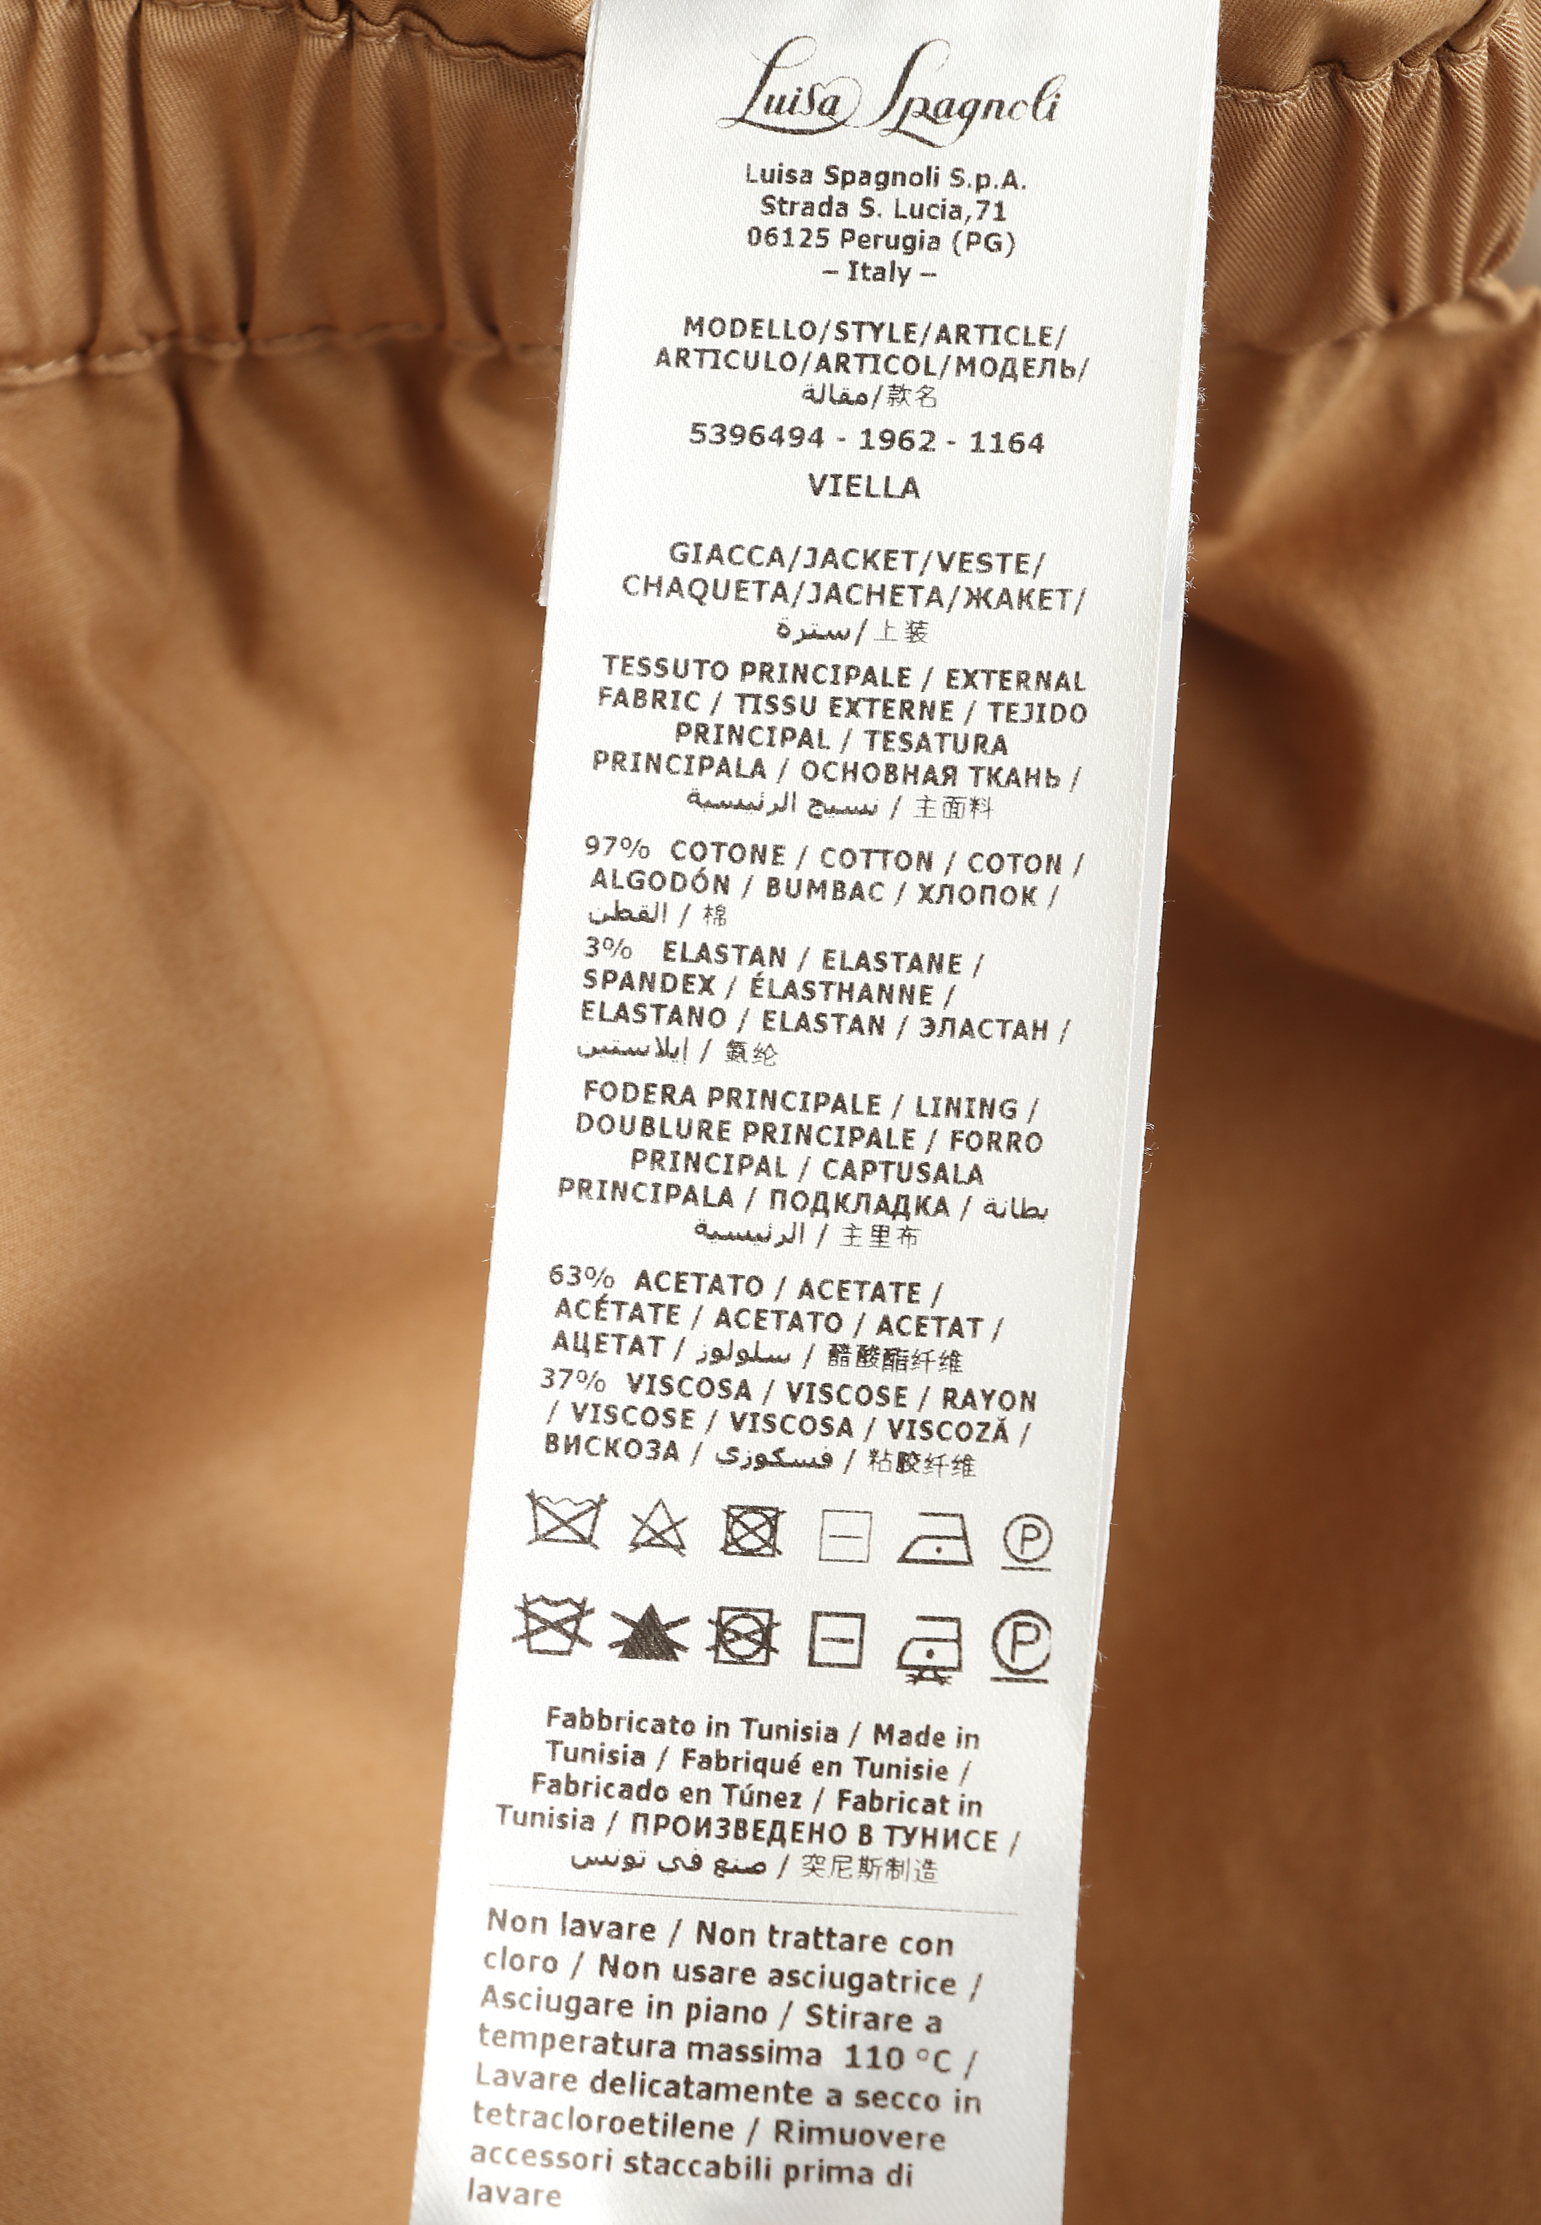 Luisa Spagnoli
Luisa Spagnoli S.p.A.
Strada S. Lucia,71
06125 Perugia (PG)
– Italy –
MODELLO/STYLE/ARTICLE/
ARTICULO/ARTICOL/МОДЕЛЬ/
مقالة/款名
5396494 - 1962 - 1164
VIELLA
GIACCA/JACKET/VESTE/
CHAQUETA/JACHETA/ЖАКЕТ/
سترة/上装
TESSUTO PRINCIPALE / EXTERNAL
FABRIC / TISSU EXTERNE / TEJIDO
PRINCIPAL / TESATURA
PRINCIPALA / ОСНОВНАЯ ТКАНЬ /
نسيج الرئيسية / 主面料
97% COTONE / COTTON / COTON /
ALGODÓN / BUMBAC / ХЛОПОК /
القطن / 棉
3% ELASTAN / ELASTANE /
SPANDEX / ÉLASTHANNE /
ELASTANO / ELASTAN / ЭЛАСТАН /
إيلاستين / 氨纶
FODERA PRINCIPALE / LINING /
DOUBLURE PRINCIPALE / FORRO
PRINCIPAL / CAPTUSALA
PRINCIPALA / ПОДКЛАДКА / بطانة
الرئيسية / 主里布
63% ACETATO / ACETATE /
ACÉTATE / ACETATO / ACETAT /
АЦЕТАТ / سلولوز / 醋酸酯纤维
37% VISCOSA / VISCOSE / RAYON
/ VISCOSE / VISCOSA / VISCOZĂ /
ВИСКОЗА / فسكوزي / 粘胶纤维
P
P
Fabbricato in Tunisia / Made in
Tunisia / Fabriqué en Tunisie /
Fabricado en Túnez / Fabricat in
Tunisia / ПРОИЗВЕДЕНО В ТУНИСЕ /
صنع في تونس / 突尼斯制造
Non lavare / Non trattare con
cloro / Non usare asciugatrice /
Asciugare in piano / Stirare a
temperatura massima 110 °C /
Lavare delicatamente a secco in
tetracloroetilene / Rimuovere
accessori staccabili prima di
lavare